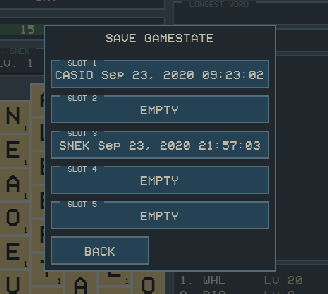 LONGEST WORD
15
SAVE GAMESTATE
SNEK
LV. 1
SLOT 1
CASIO Sep 23, 2020 09:23:02
SLOT 2
EMPTY
SLOT 3
SNEK Sep 23, 2020 21:57:03
SLOT 4
EMPTY
SLOT 5
EMPTY
BACK
N
E
A
O
E
A
O
1. WHL LV 20